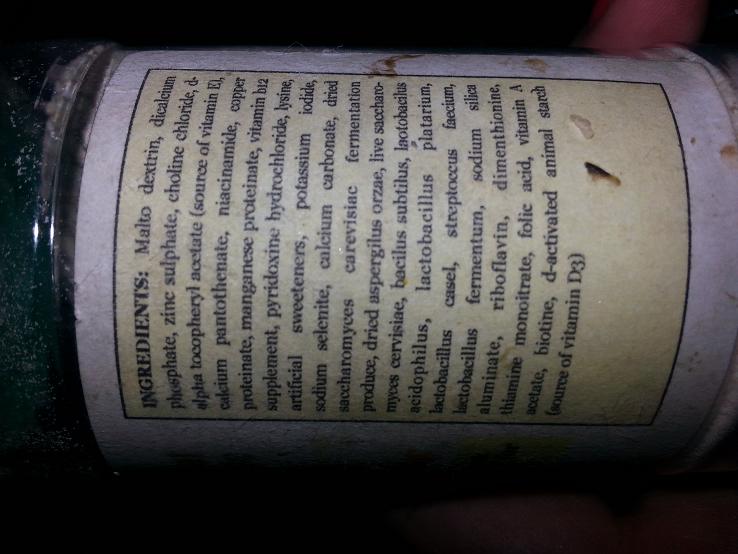 INGREDIENTS: Malto dextrin, dicalcium
phosphate, zinc sulphate, choline chloride, d-
alpha tocopheryl acetate (source of vitamin E),
calcium pantothenate, niacinamide, copper
proteinate, manganese proteinate, vitamin b12
supplement, pyridoxine hydrochloride, lysine,
artificial sweeteners, potassium iodide,
sodium selenite, calcium carbonate, dried
saccharomyces carevisiac fermentation
produce, dried aspergilus orzae, live saccharo-
myces cervisiae, bacilus subtilus, laotobacilus
acidophilus, lactobacillus platarium,
lactobacillus casel, streptoccus faecium,
lactobacillus fermentum, sodium silica
aluminate, riboflavin, dimenthionine,
thiamine monoitrate, folic acid, vitamin A
acetate, biotine, d-activated animal starch
(source of vitamin D3)